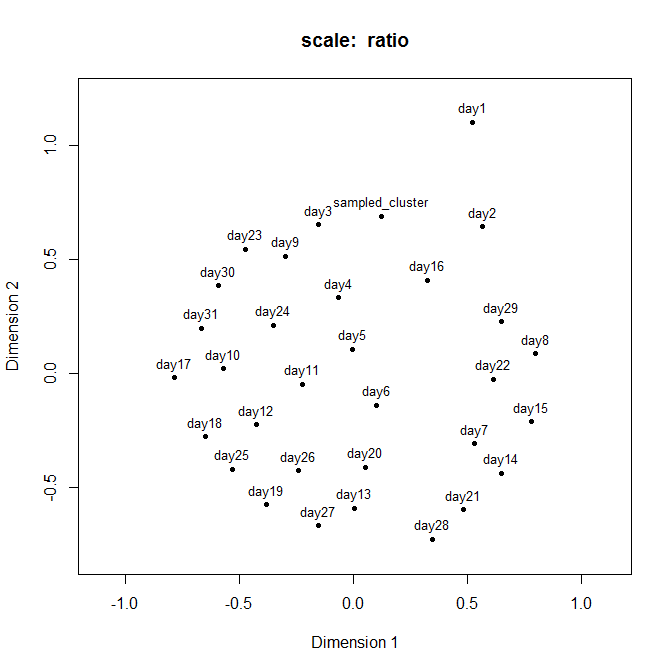 scale:  ratio
day1
sampled_cluster
day3
day2
day23
day9
day16
day30
day4
day24
day29
day31
day5
day8
day17
day10
day11
day22
day6
day12
day15
day18
day7
day25
day26
day20
day14
day19
day13
day21
day27
day28
1.0
0.5
0.0
-0.5
Dimension 2
-1.0 -0.5 0.0 0.5 1.0
Dimension 1